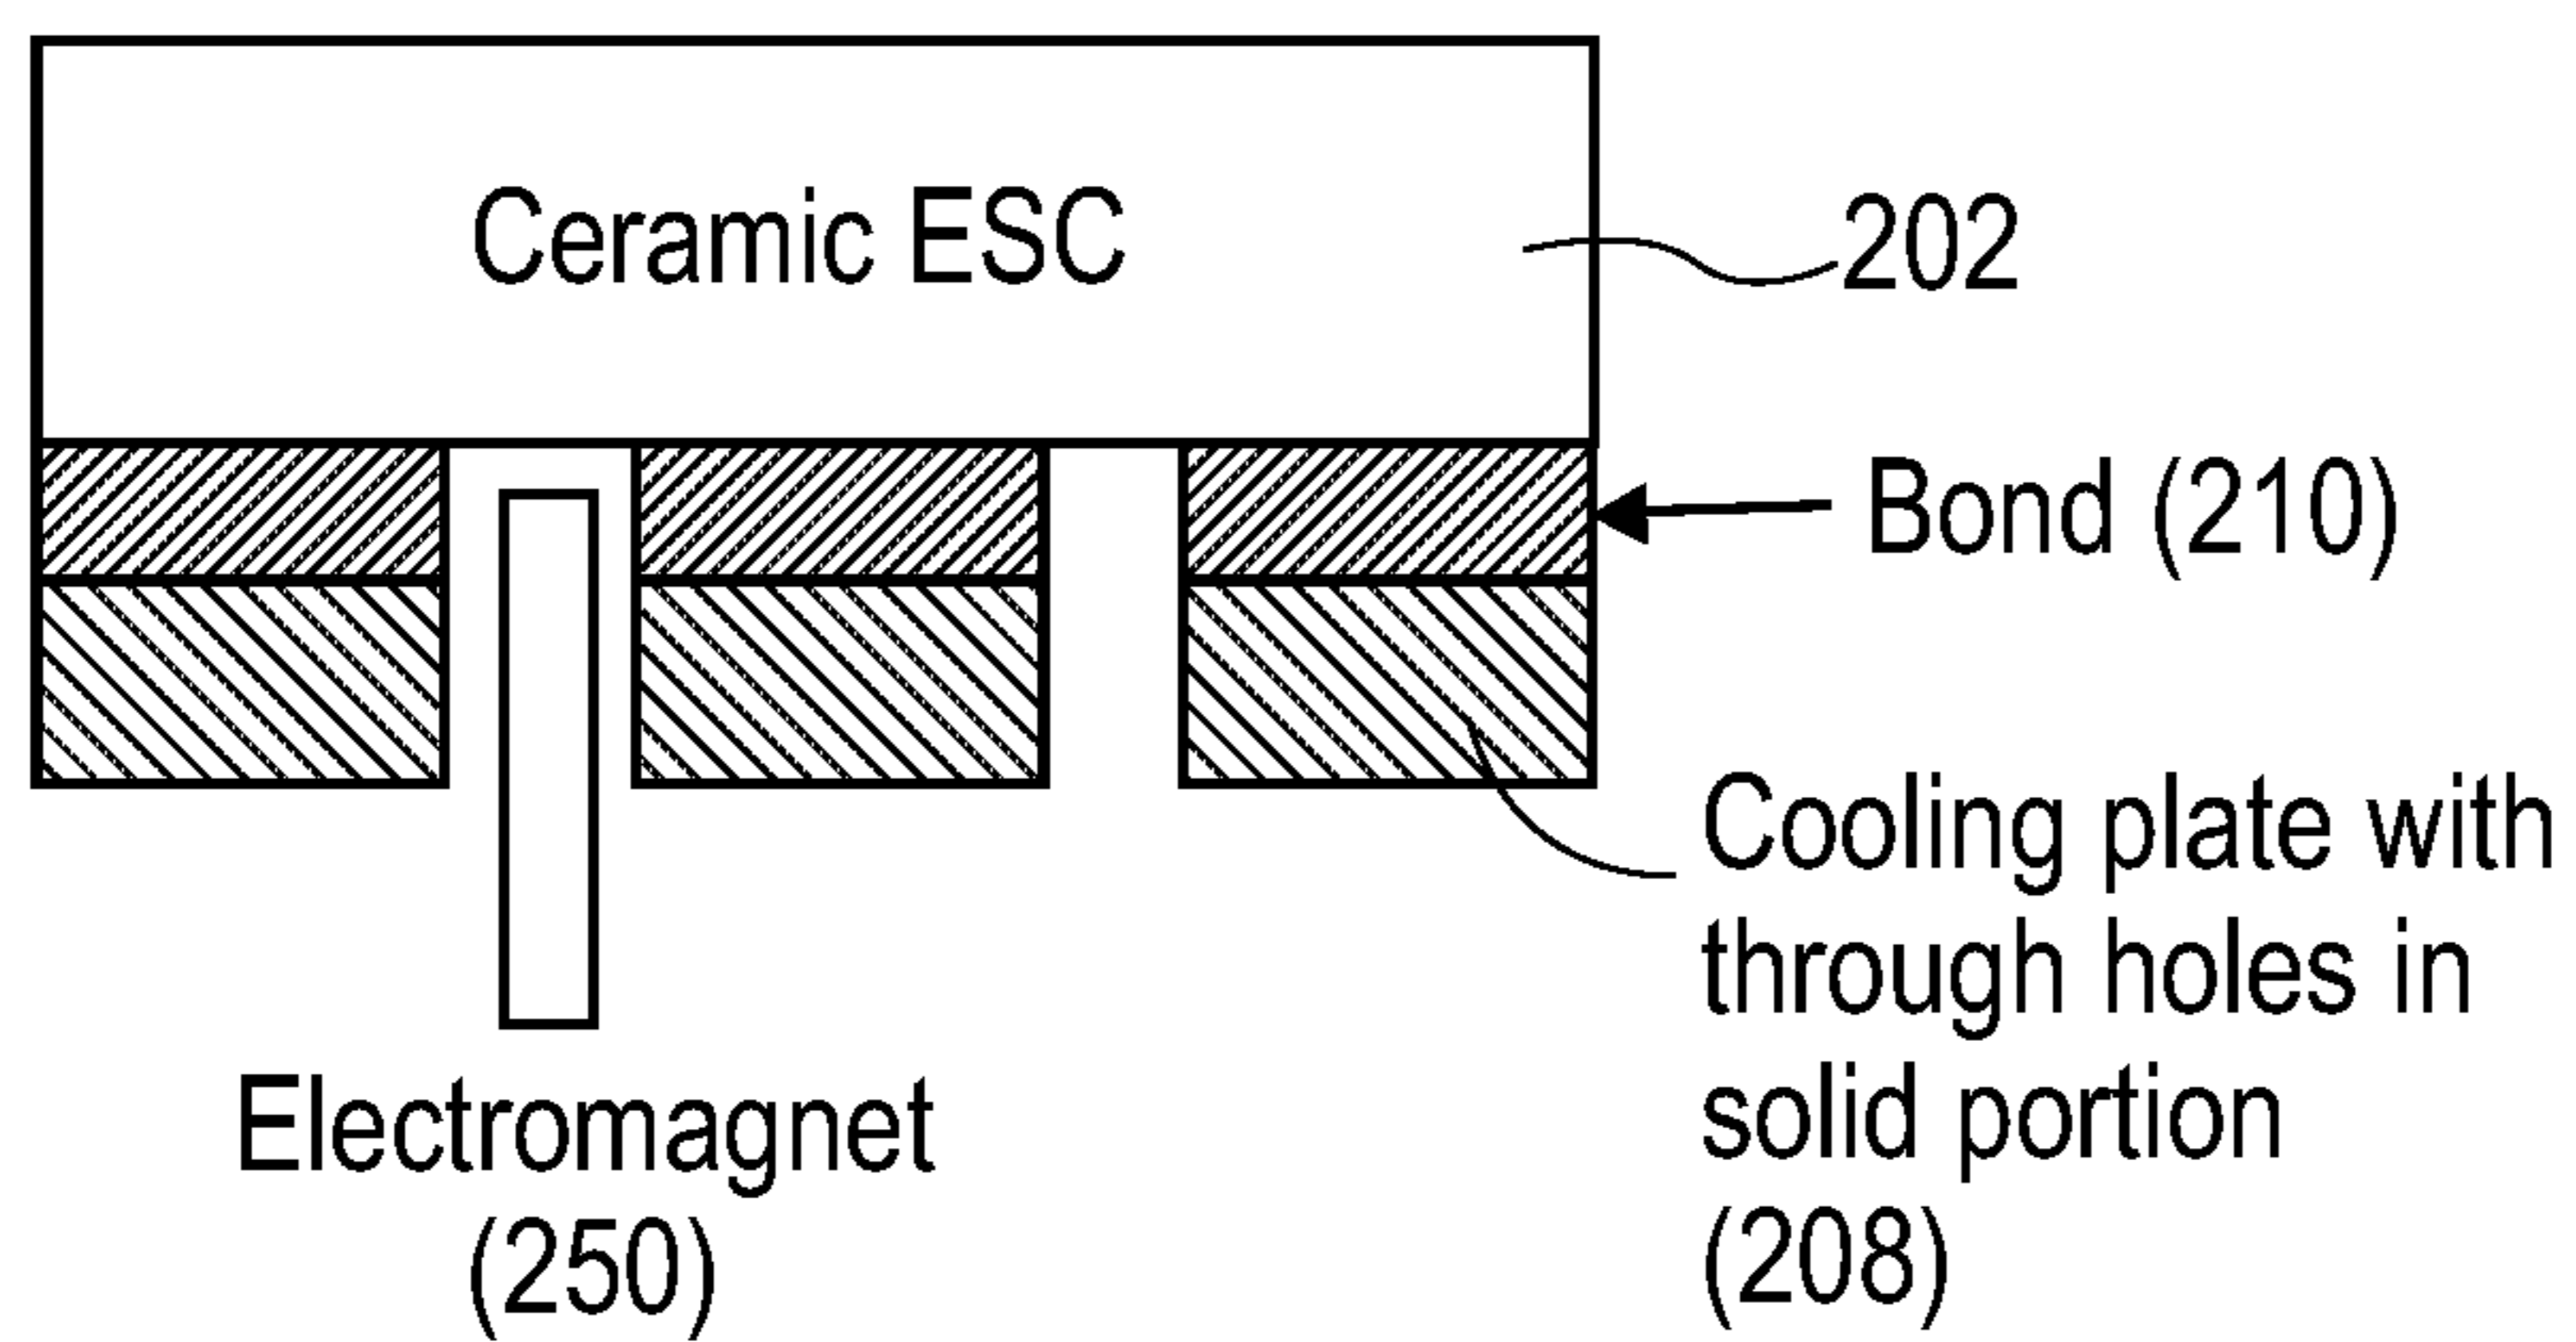 Ceramic ESC
202
Bond (210)
Cooling plate with
through holes in
solid portion
(208)
Electromagnet
(250)